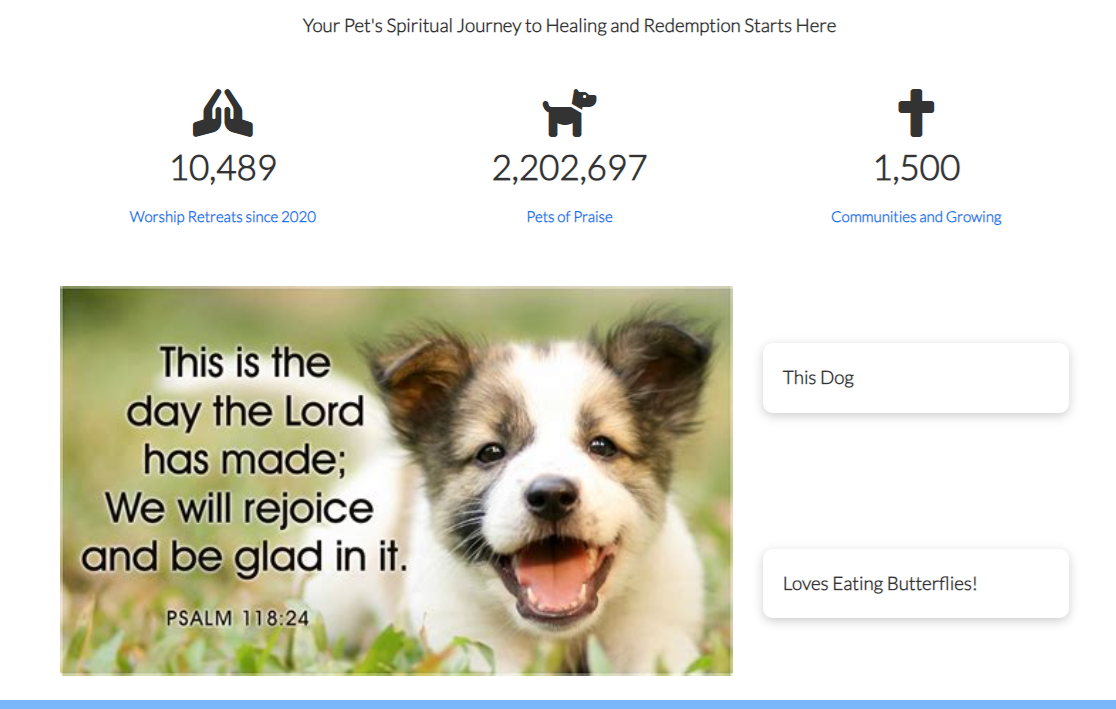 Your Pet's Spiritual Journey to Healing and Redemption Starts Here
10,489
2,202,697
1,500
Worship Retreats since 2020
Pets of Praise
Communities and Growing
This is the
day the Lord
has made;
We will rejoice
and be glad in it.
PSALM 118:24
This Dog
Loves Eating Butterflies!